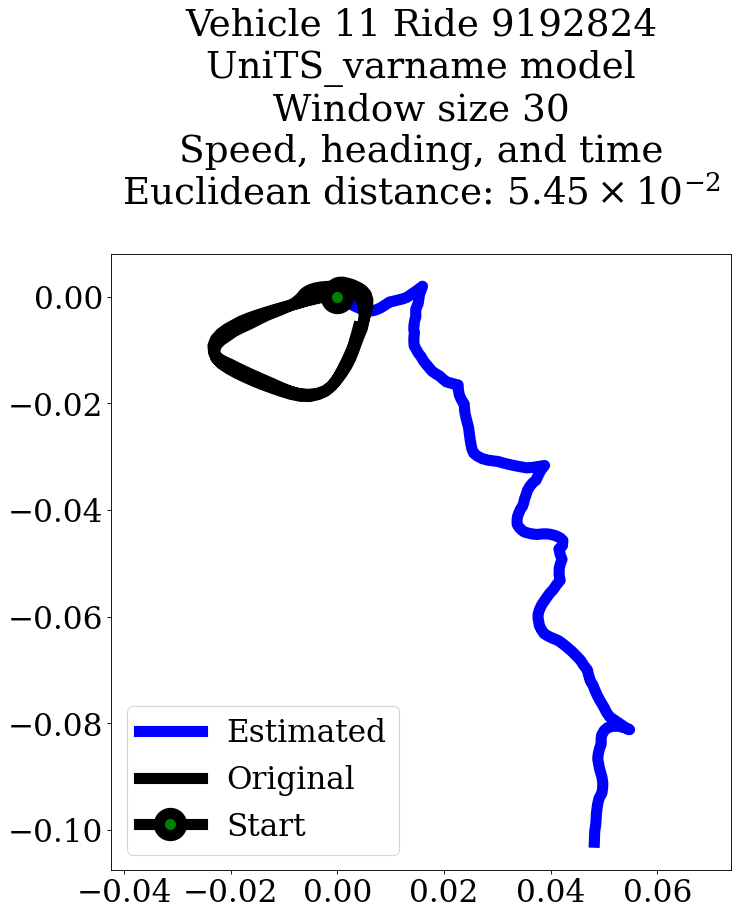 Vehicle 11 Ride 9192824
UniTS_varname model
Window size 30
Speed, heading, and time
Euclidean distance: 5.45 × 10⁻²
0.00
−0.02
−0.04
−0.06
−0.08
−0.10
Estimated
Original
Start
−0.04 −0.02 0.00 0.02 0.04 0.06